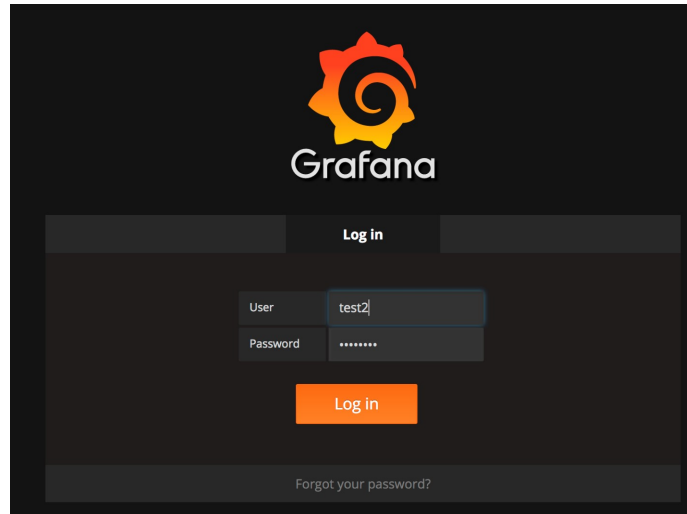 Grafana
Log in
User test2
Password ••••••••
Log in
Forgot your password?